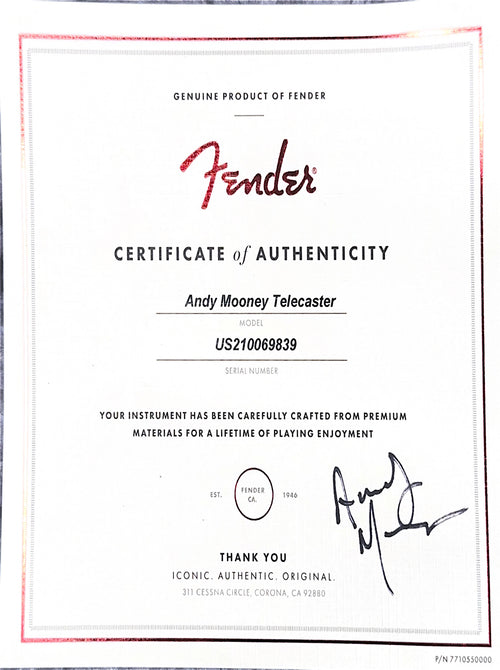 GENUINE PRODUCT OF FENDER
Fender®
CERTIFICATE of AUTHENTICITY
Andy Mooney Telecaster
MODEL
US210069839
SERIAL NUMBER
YOUR INSTRUMENT HAS BEEN CAREFULLY CRAFTED FROM PREMIUM
MATERIALS FOR A LIFETIME OF PLAYING ENJOYMENT
EST. FENDER CA. 1946
Andy
Mooney
THANK YOU
ICONIC. AUTHENTIC. ORIGINAL.
311 CESSNA CIRCLE, CORONA, CA 92880
P/N 7710550000